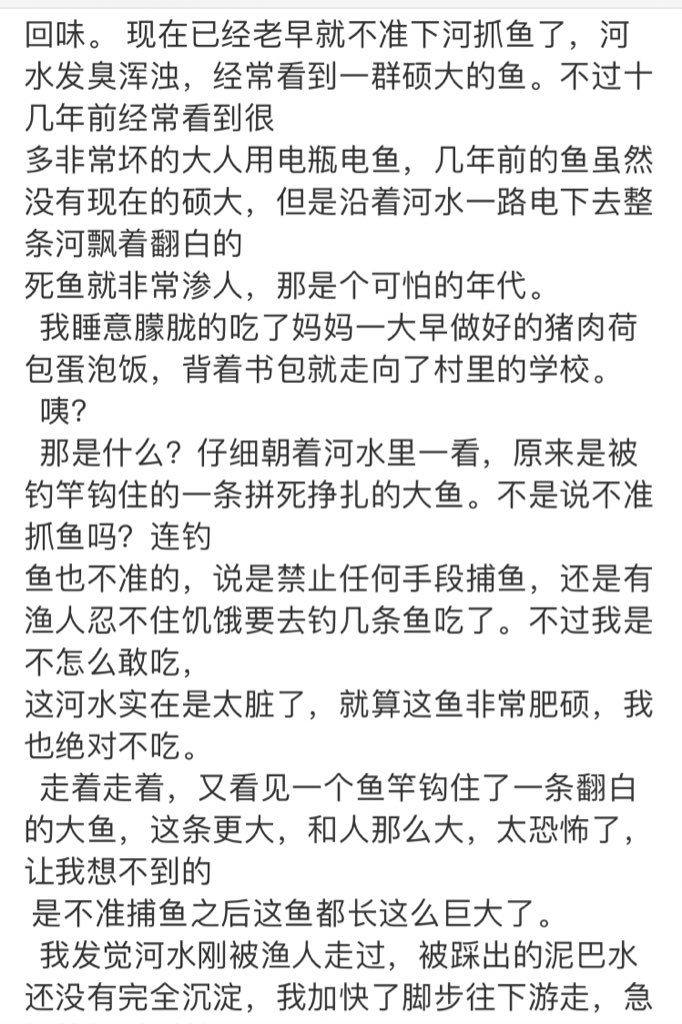 回味。 现在已经老早就不准下河抓鱼了，河
水发臭浑浊，经常看到一群硕大的鱼。不过十
几年前经常看到很
多非常坏的大人用电瓶电鱼，几年前的鱼虽然
没有现在的硕大，但是沿着河水一路电下去整
条河飘着翻白的
死鱼就非常渗人，那是个可怕的年代。
我睡意朦胧的吃了妈妈一大早做好的猪肉荷
包蛋泡饭，背着书包就走向了村里的学校。
咦？
那是什么？仔细朝着河水里一看，原来是被
钓竿钩住的一条拼死挣扎的大鱼。不是说不准
抓鱼吗？连钓
鱼也不准的，说是禁止任何手段捕鱼，还是有
渔人忍不住饥饿要去钓几条鱼吃了。不过我是
不怎么敢吃，
这河水实在是太脏了，就算这鱼非常肥硕，我
也绝对不吃。
走着走着，又看见一个鱼竿钩住了一条翻白
的大鱼，这条更大，和人那么大，太恐怖了，
让我想不到的
是不准捕鱼之后这鱼都长这么巨大了。
我发觉河水刚被渔人走过，被踩出的泥巴水
还没有完全沉淀，我加快了脚步往下游走，急